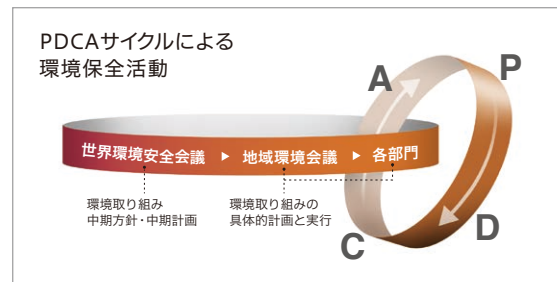 PDCAサイクルによる
環境保全活動
A
P
世界環境安全会議 ▶ 地域環境会議 ▶ 各部門
環境取り組み
中期方針・中期計画
環境取り組みの
具体的計画と実行
C
D